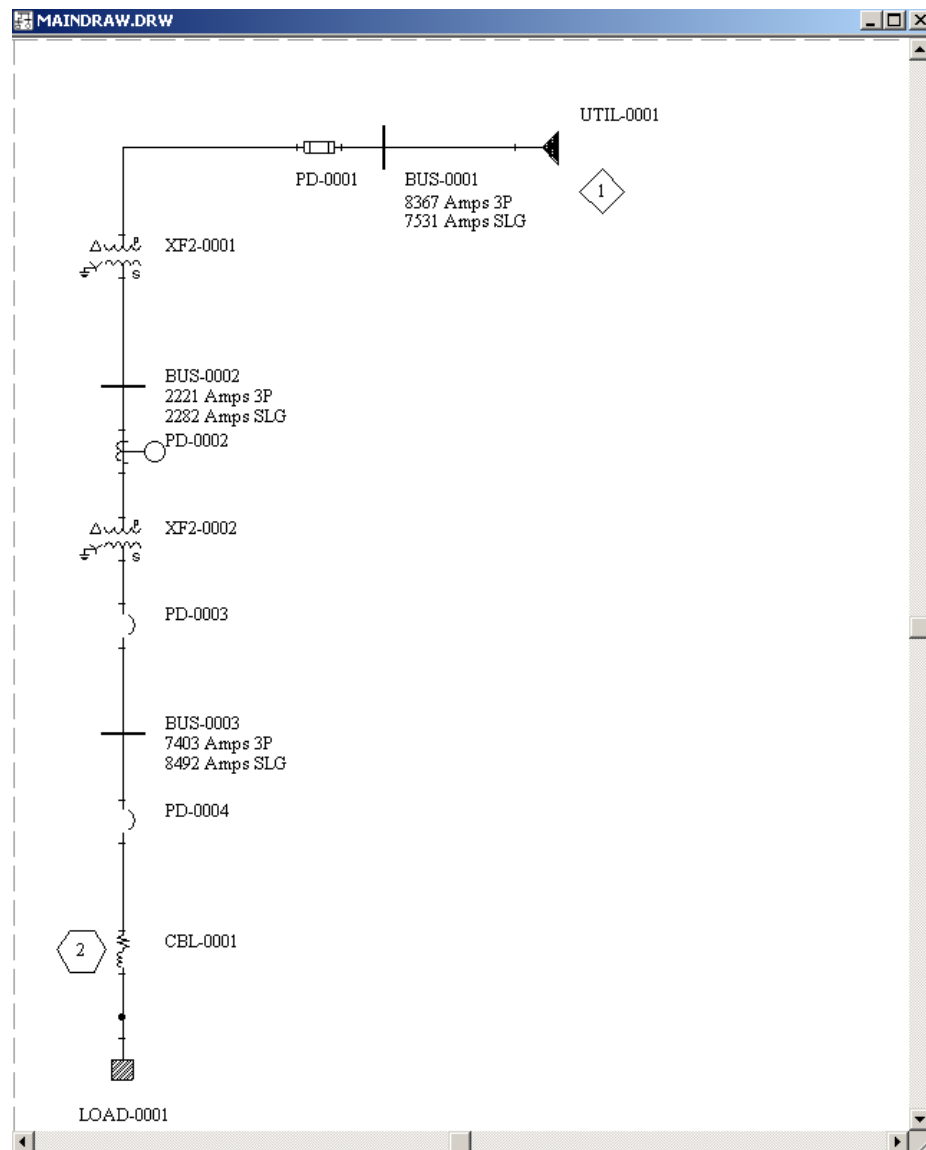 MAINDRAW.DRW
UTIL-0001
1
PD-0001
BUS-0001
8367 Amps 3P
7531 Amps SLG
P
XF2-0001
S
BUS-0002
2221 Amps 3P
2282 Amps SLG
PD-0002
P
XF2-0002
S
PD-0003
BUS-0003
7403 Amps 3P
8492 Amps SLG
PD-0004
2
CBL-0001
LOAD-0001